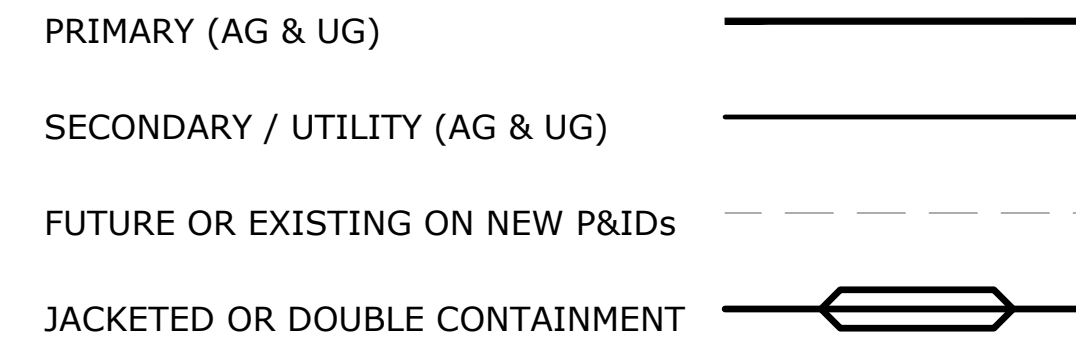 PRIMARY (AG & UG)
SECONDARY / UTILITY (AG & UG)
FUTURE OR EXISTING ON NEW P&IDs
JACKETED OR DOUBLE CONTAINMENT